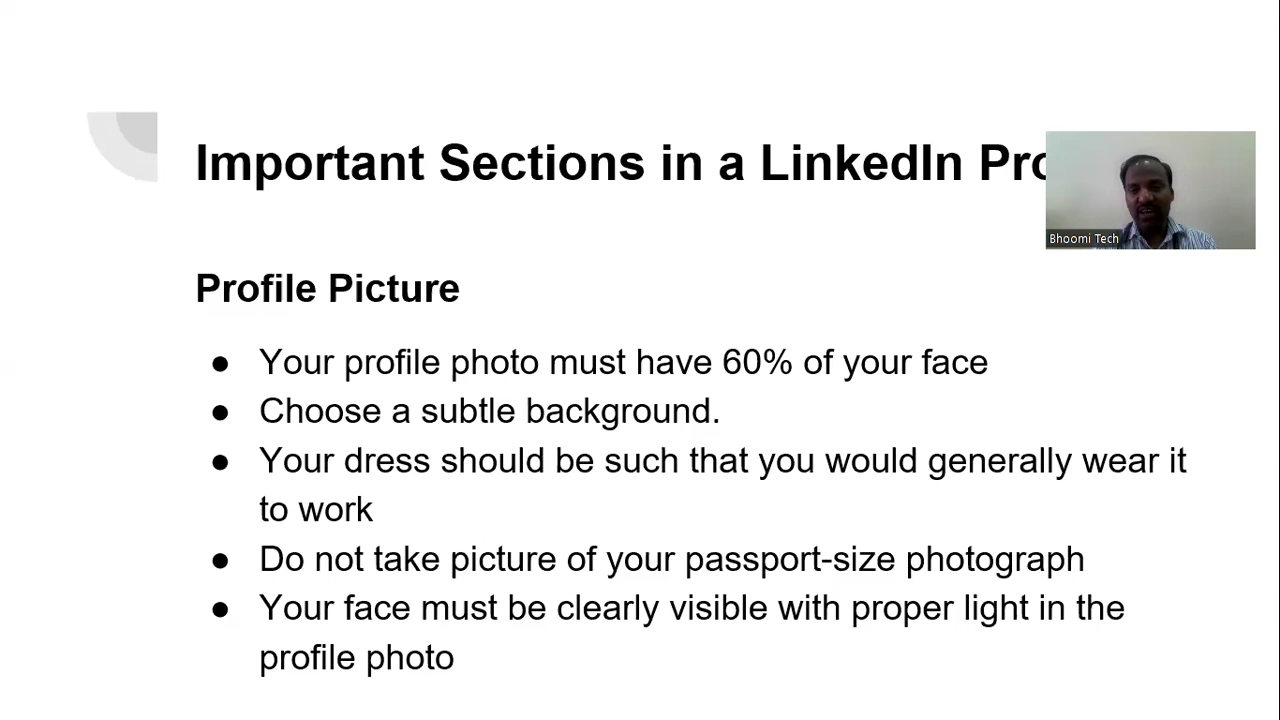 Important Sections in a LinkedIn Pro
Bhoomi Tech
Profile Picture
● Your profile photo must have 60% of your face
● Choose a subtle background.
● Your dress should be such that you would generally wear it
to work
● Do not take picture of your passport-size photograph
● Your face must be clearly visible with proper light in the
profile photo